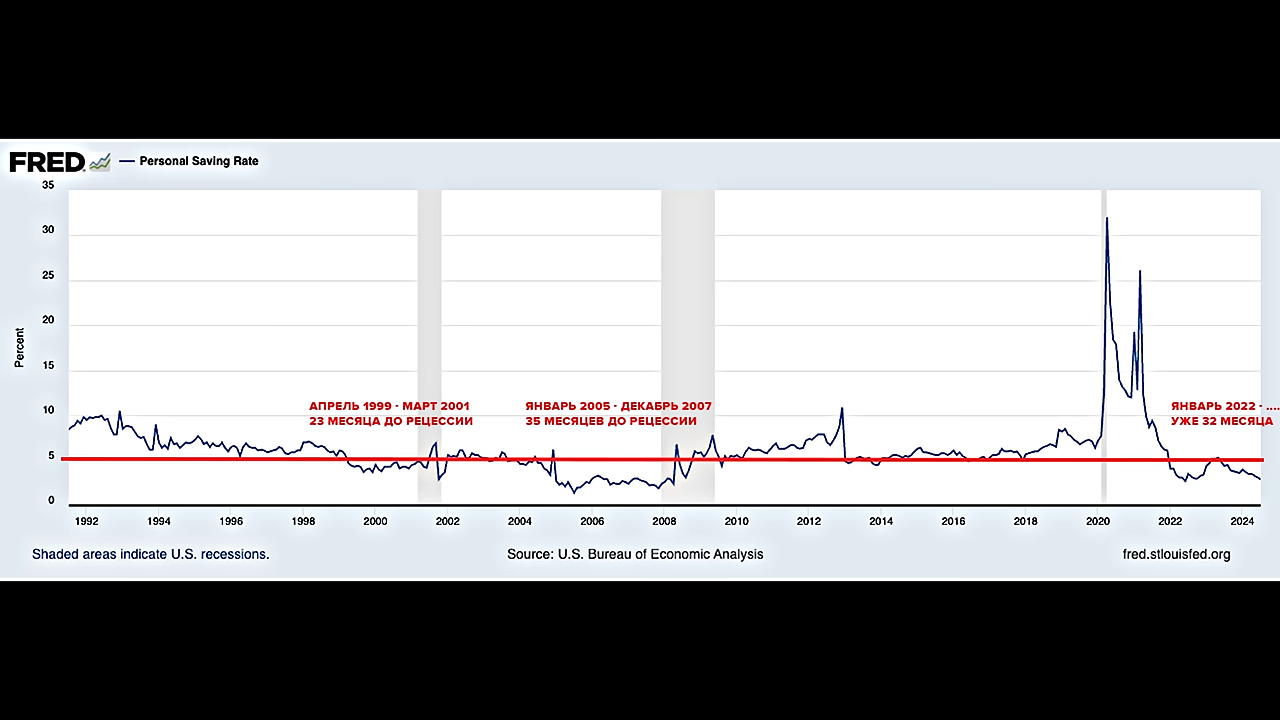 FRED
Personal Saving Rate
35
30
25
20
15
10
5
0
Percent
АПРЕЛЬ 1999 - МАРТ 2001
23 МЕСЯЦА ДО РЕЦЕССИИ
ЯНВАРЬ 2005 - ДЕКАБРЬ 2007
35 МЕСЯЦЕВ ДО РЕЦЕССИИ
ЯНВАРЬ 2022 - ....
УЖЕ 32 МЕСЯЦА
1992 1994 1996 1998 2000 2002 2004 2006 2008 2010 2012 2014 2016 2018 2020 2022 2024
Shaded areas indicate U.S. recessions.
Source: U.S. Bureau of Economic Analysis
fred.stlouisfed.org